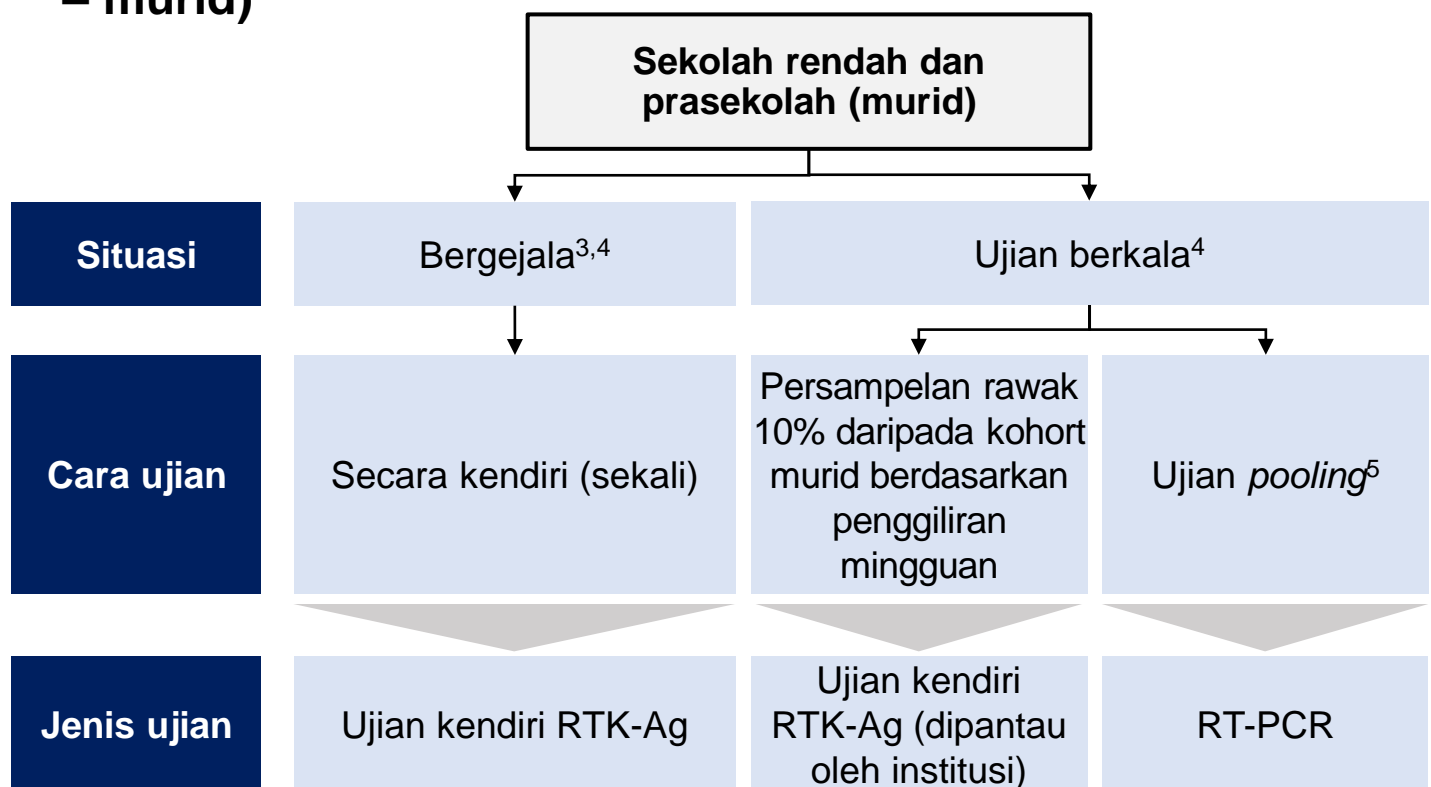 – murid)
Sekolah rendah dan
prasekolah (murid)
Situasi
Bergejala3,4
Ujian berkala4
Cara ujian
Secara kendiri (sekali)
Persampelan rawak
10% daripada kohort
murid berdasarkan
penggiliran
mingguan
Ujian pooling5
Jenis ujian
Ujian kendiri RTK-Ag
Ujian kendiri
RTK-Ag (dipantau
oleh institusi)
RT-PCR